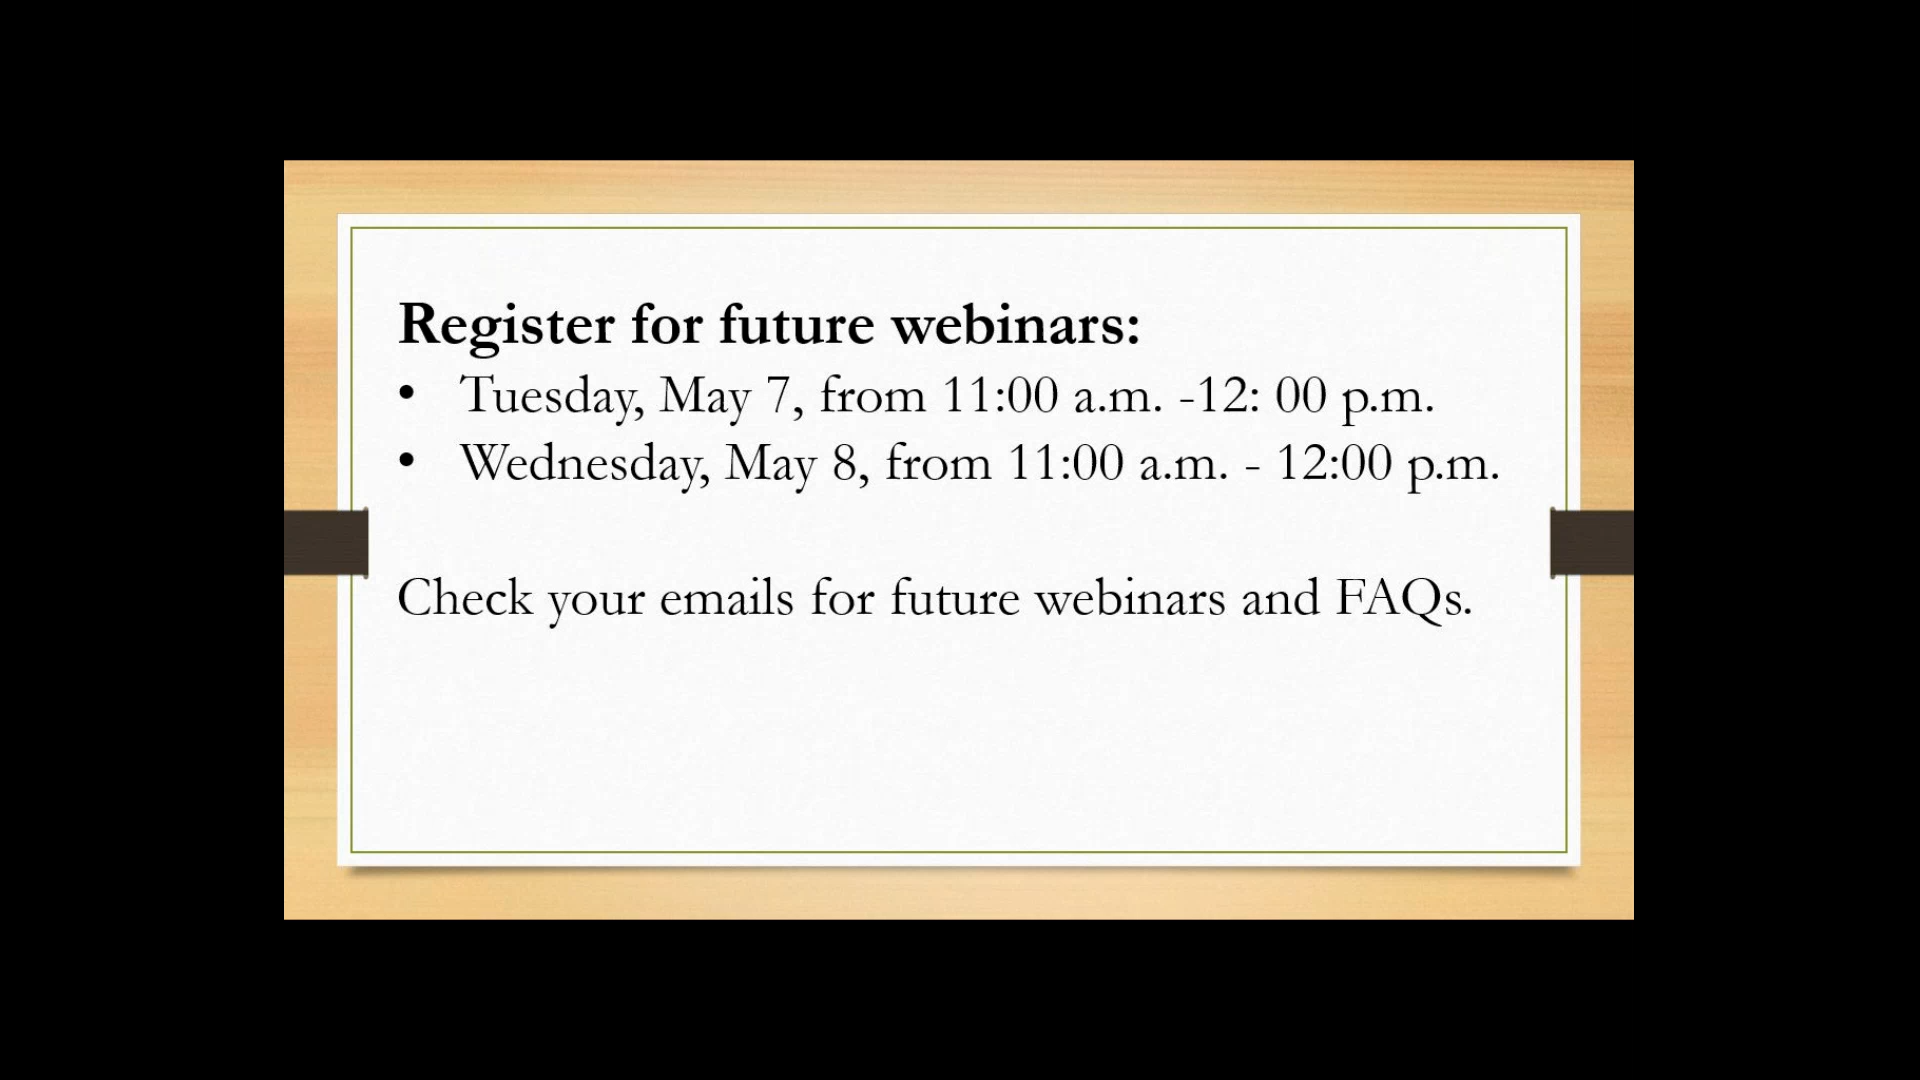 Register for future webinars:
• Tuesday, May 7, from 11:00 a.m. -12: 00 p.m.
• Wednesday, May 8, from 11:00 a.m. - 12:00 p.m.
Check your emails for future webinars and FAQs.